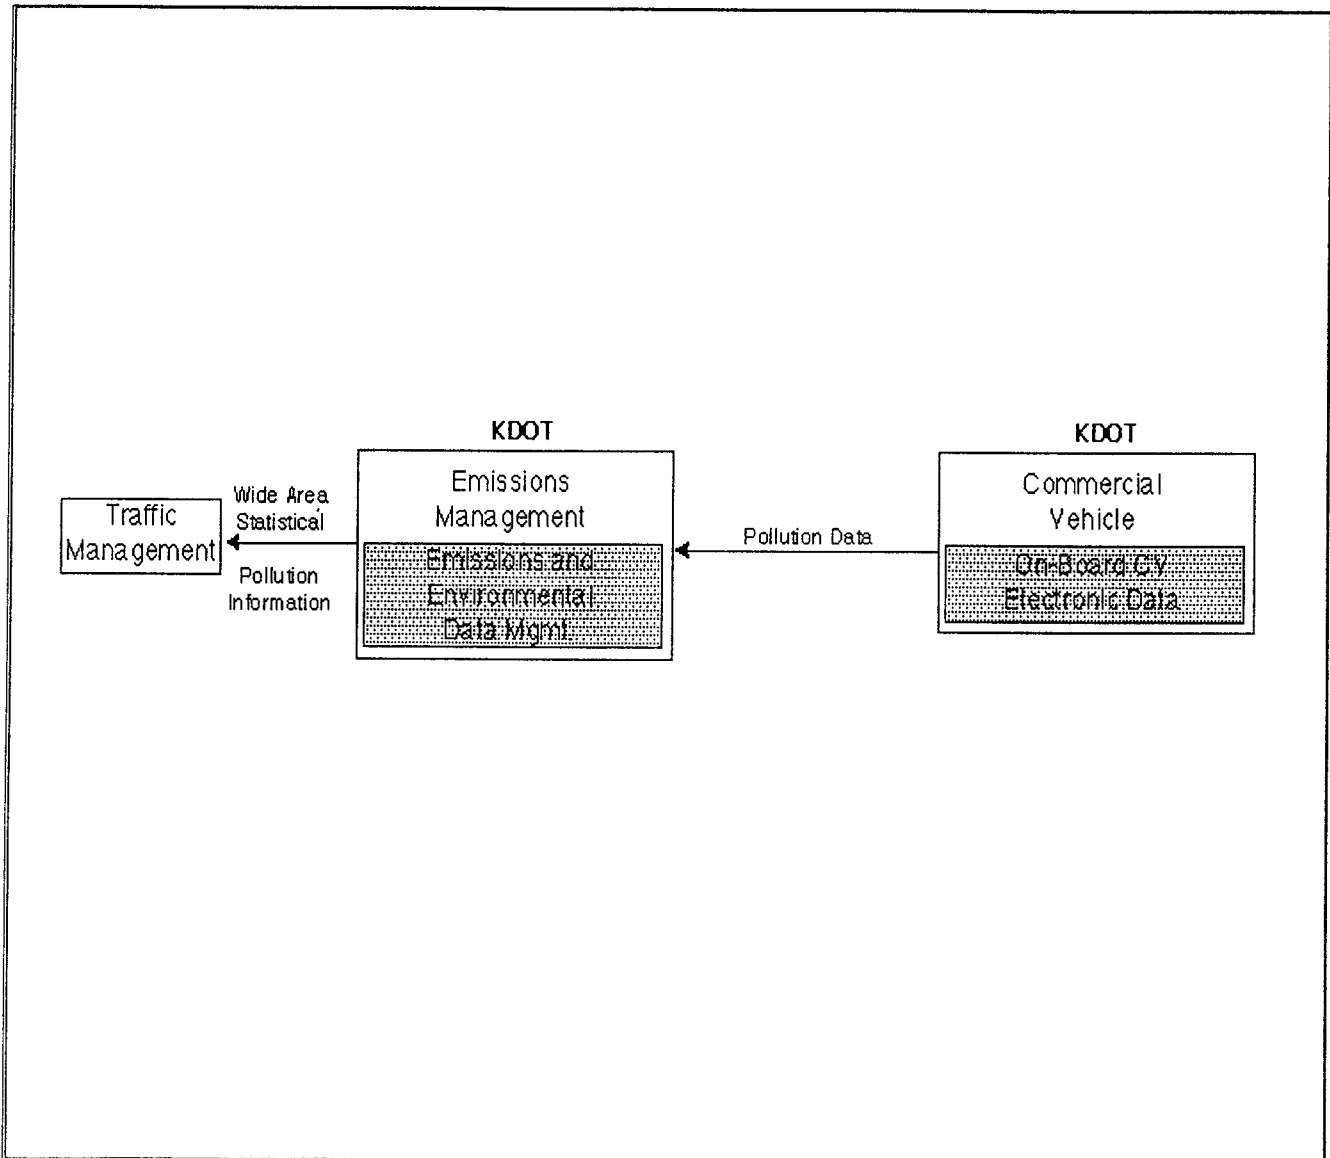 KDOT
KDOT
Traffic
Management
Wide Area
Statistical
Pollution
Information
Emissions
Management
Emissions and
Environmental
Data Mgmt
Pollution Data
Commercial
Vehicle
On-Board CV
Electronic Data